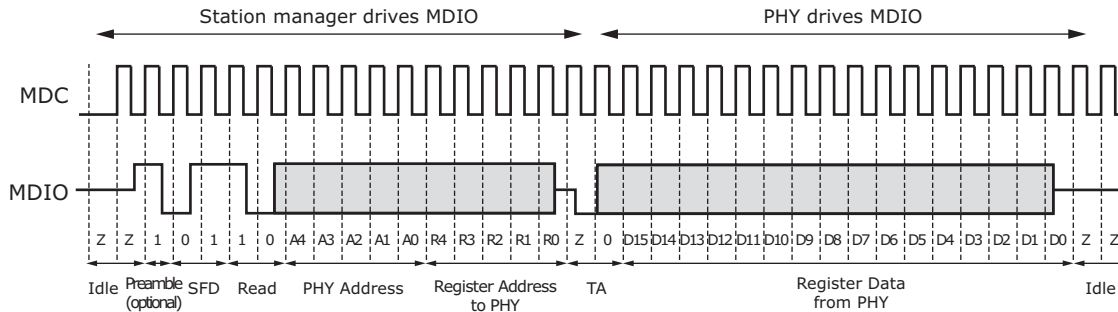 Station manager drives MDIO PHY drives MDIO
MDC
MDIO
Z Z 1 0 1 1 0 A4 A3 A2 A1 A0 R4 R3 R2 R1 R0 Z 0 D15 D14 D13 D12 D11 D10 D9 D8 D7 D6 D5 D4 D3 D2 D1 D0 Z Z
Idle Preamble (optional) SFD Read PHY Address Register Address to PHY TA Register Data from PHY Idle